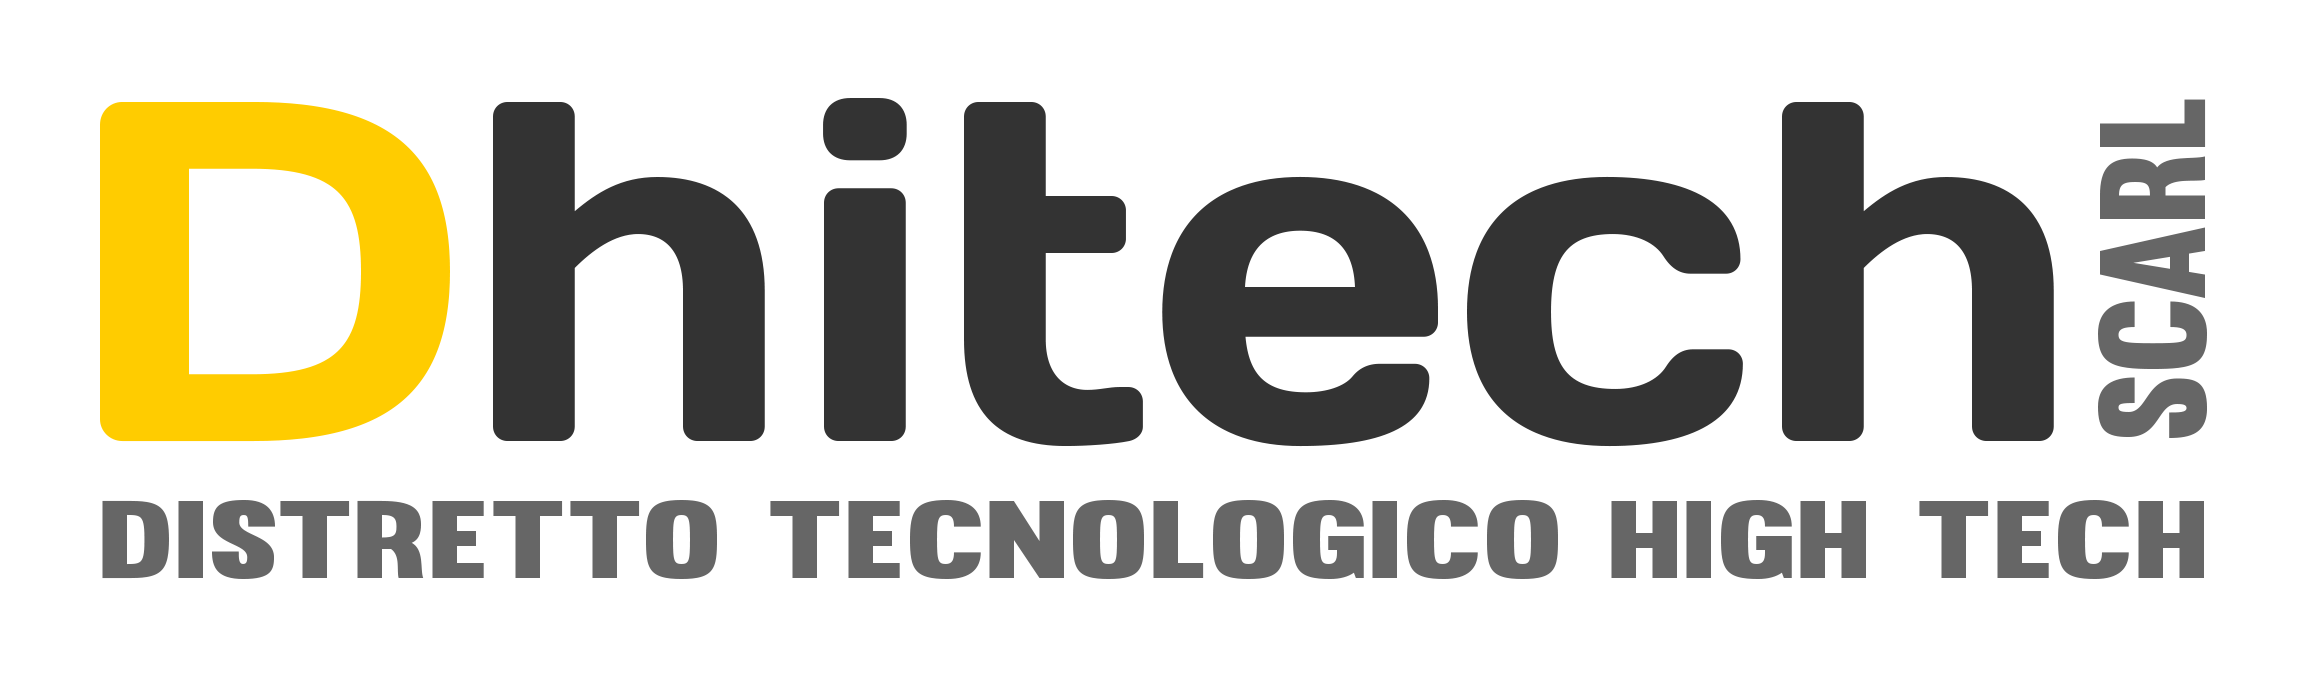 Dhitech
SCARL
DISTRETTO TECNOLOGICO HIGH TECH